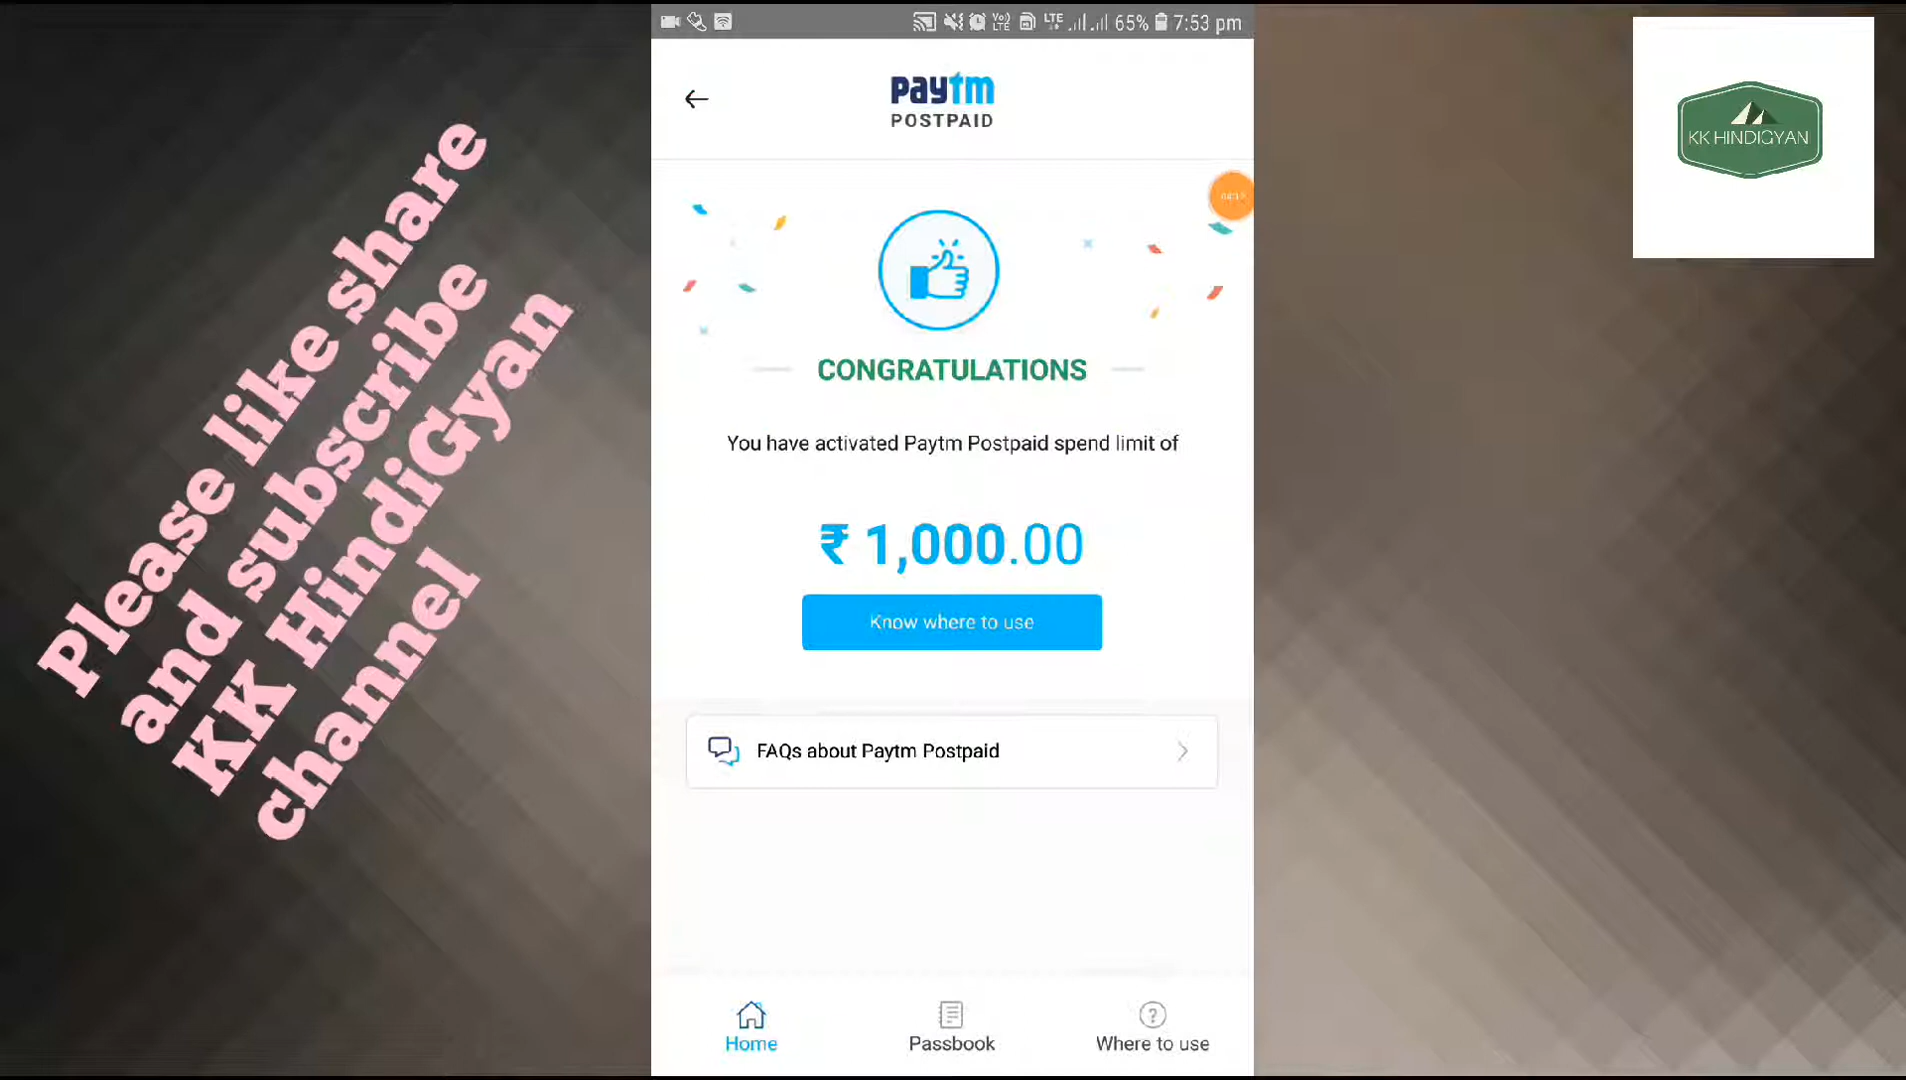 Please like share
and subscribe
KK HindiGyan
channel
65% 7:53 pm
paytm
POSTPAID
KK HINDIGYAN
CONGRATULATIONS
You have activated Paytm Postpaid spend limit of
₹ 1,000.00
Know where to use
FAQs about Paytm Postpaid
Home
Passbook
Where to use